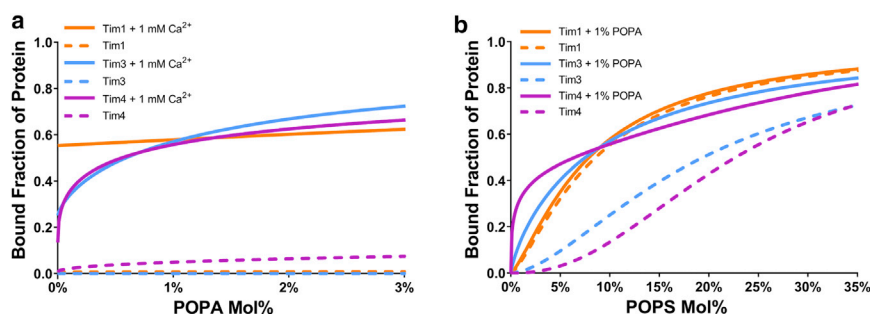 a
Bound Fraction of Protein
1.0
0.8
0.6
0.4
0.2
0.0
Tim1 + 1 mM Ca²⁺
Tim1
Tim3 + 1 mM Ca²⁺
Tim3
Tim4 + 1 mM Ca²⁺
Tim4
0% 1% 2% 3%
POPA Mol%
b
Bound Fraction of Protein
1.0
0.8
0.6
0.4
0.2
0.0
Tim1 + 1% POPA
Tim1
Tim3 + 1% POPA
Tim3
Tim4 + 1% POPA
Tim4
0% 5% 10% 15% 20% 25% 30% 35%
POPS Mol%